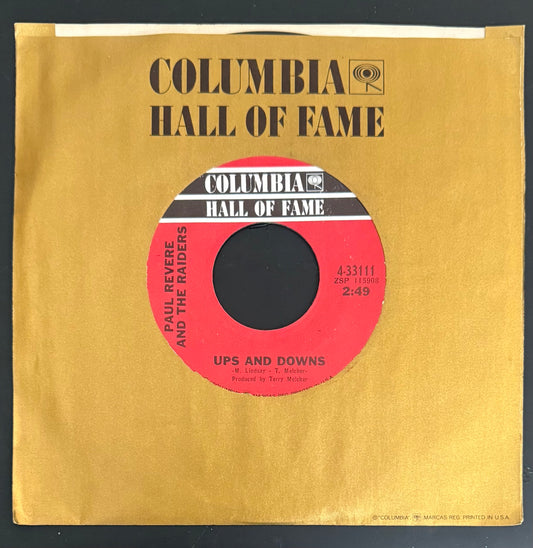 COLUMBIA
HALL OF FAME
COLUMBIA
HALL OF FAME
PAUL REVERE
AND THE RAIDERS
4-33111
ZSP 115908
2:49
UPS AND DOWNS
-M. Lindsay - T. Melcher-
Produced by Terry Melcher
© "COLUMBIA", MARCAS REG. PRINTED IN U.S.A.